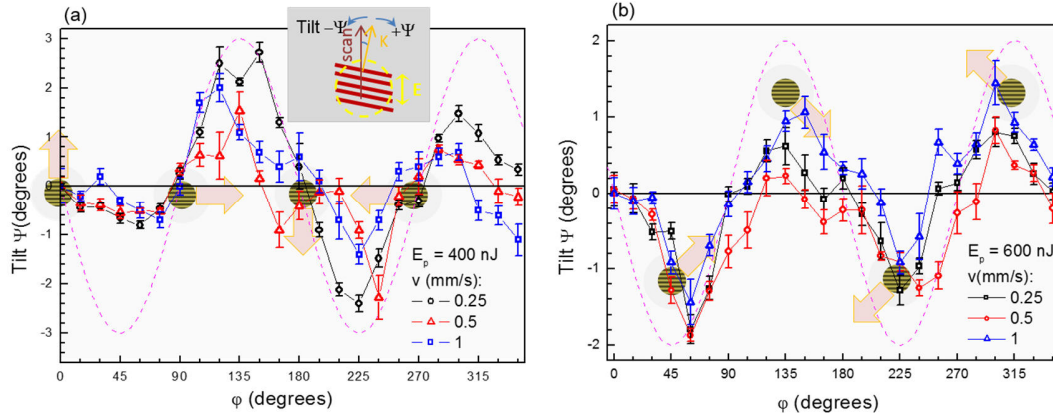 (a)
Tilt –Ψ
+Ψ
scan
K
E
3
2
1
0
-1
-2
-3
Tilt Ψ(degrees)
E_p = 400 nJ
v (mm/s):
0.25
0.5
1
0 45 90 135 180 225 270 315
φ (degrees)
(b)
2
1
0
-1
-2
Tilt Ψ (degrees)
E_p = 600 nJ
v (mm/s):
0.25
0.5
1
0 45 90 135 180 225 270 315
φ (degrees)